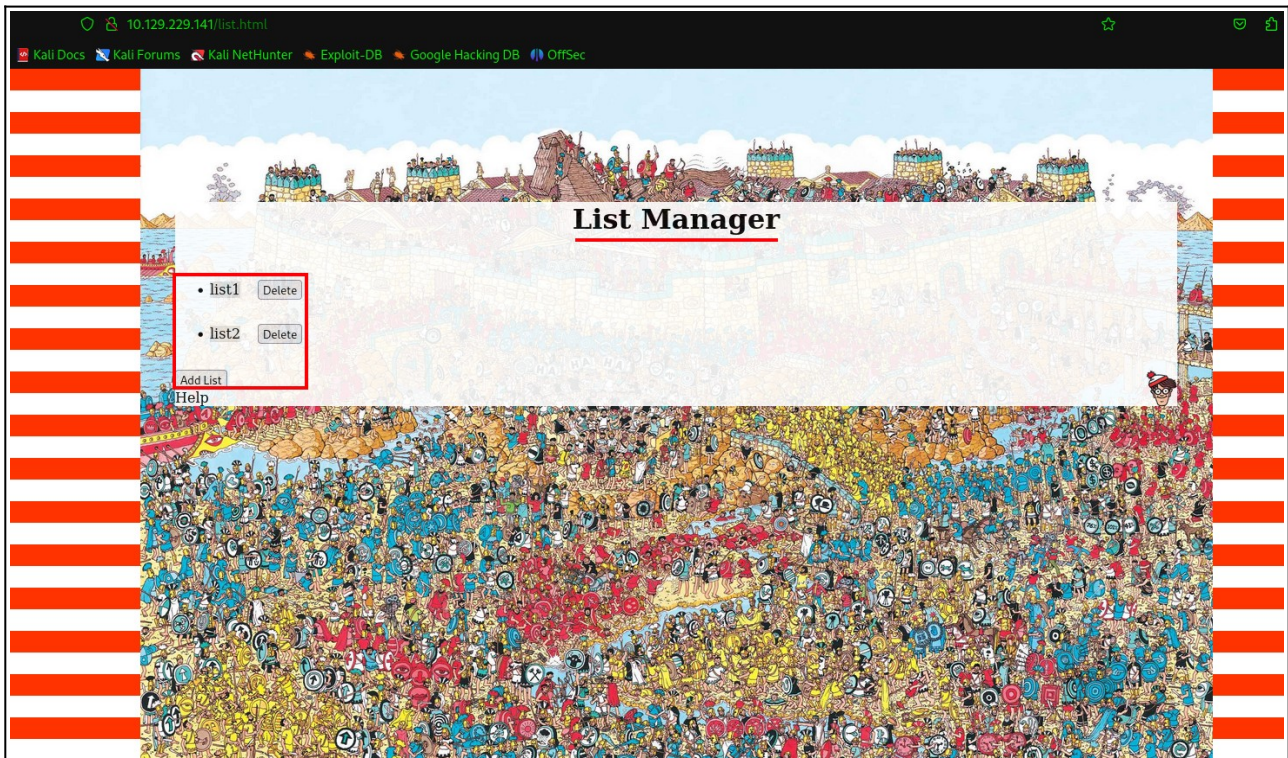 10.129.229.141/list.html
Kali Docs Kali Forums Kali NetHunter Exploit-DB Google Hacking DB OffSec
List Manager
list1 Delete
list2 Delete
Add List
Help